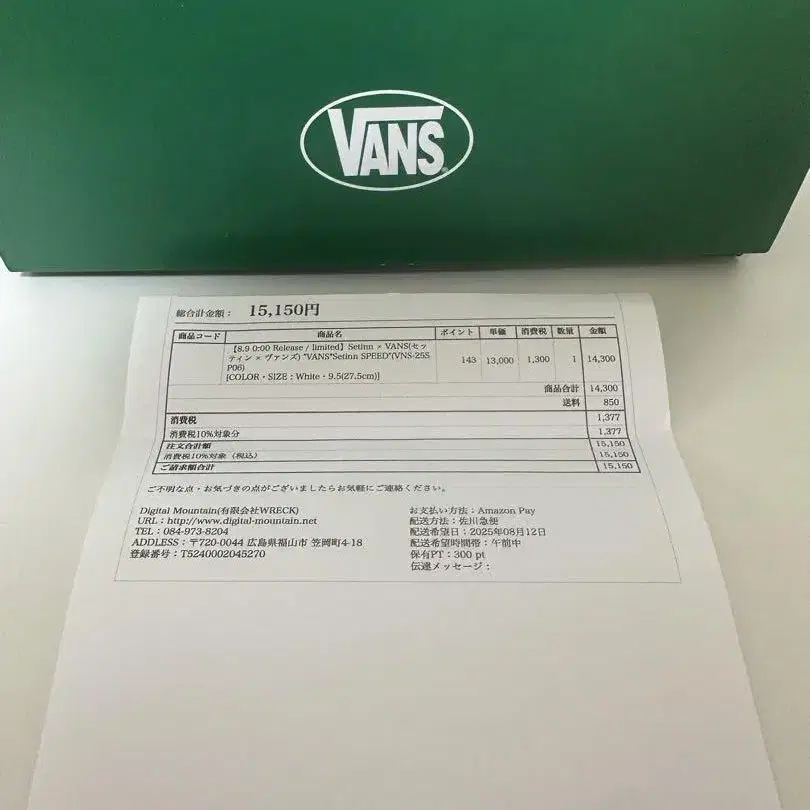 VANS
総合計金額： 15,150円
商品コード 商品名 ポイント 単価 消費税 数量 金額
【8.9 0:00 Release / limited】Setinn × VANS(セッ
ティン × ヴァンズ) "VANS"Setinn SPEED"(VNS-25S
P06)
[COLOR・SIZE：White・9.5(27.5cm)]
143 13,000 1,300 1 14,300
商品合計 14,300
送料 850
消費税 1,377
消費税10%対象分 1,377
注文合計額 15,150
消費税10%対象（税込） 15,150
ご請求額合計 15,150
ご不明な点・お気づきの点がございましたらお気軽にご連絡ください。
Digital Mountain(有限会社WRECK)
URL：http://www.digital-mountain.net
TEL：084-973-8204
ADDLESS：〒720-0044 広島県福山市 笠岡町4-18
登録番号：T5240002045270
お支払い方法：Amazon Pay
配送方法：佐川急便
配送希望日：2025年08月12日
配送希望時間帯：午前中
保有PT：300 pt
伝達メッセージ：